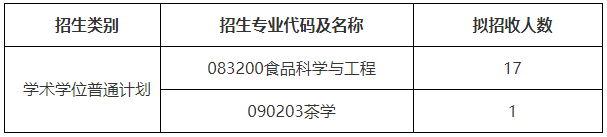 招生类别 招生专业代码及名称 拟招收人数
学术学位普通计划 083200食品科学与工程 17
090203茶学 1